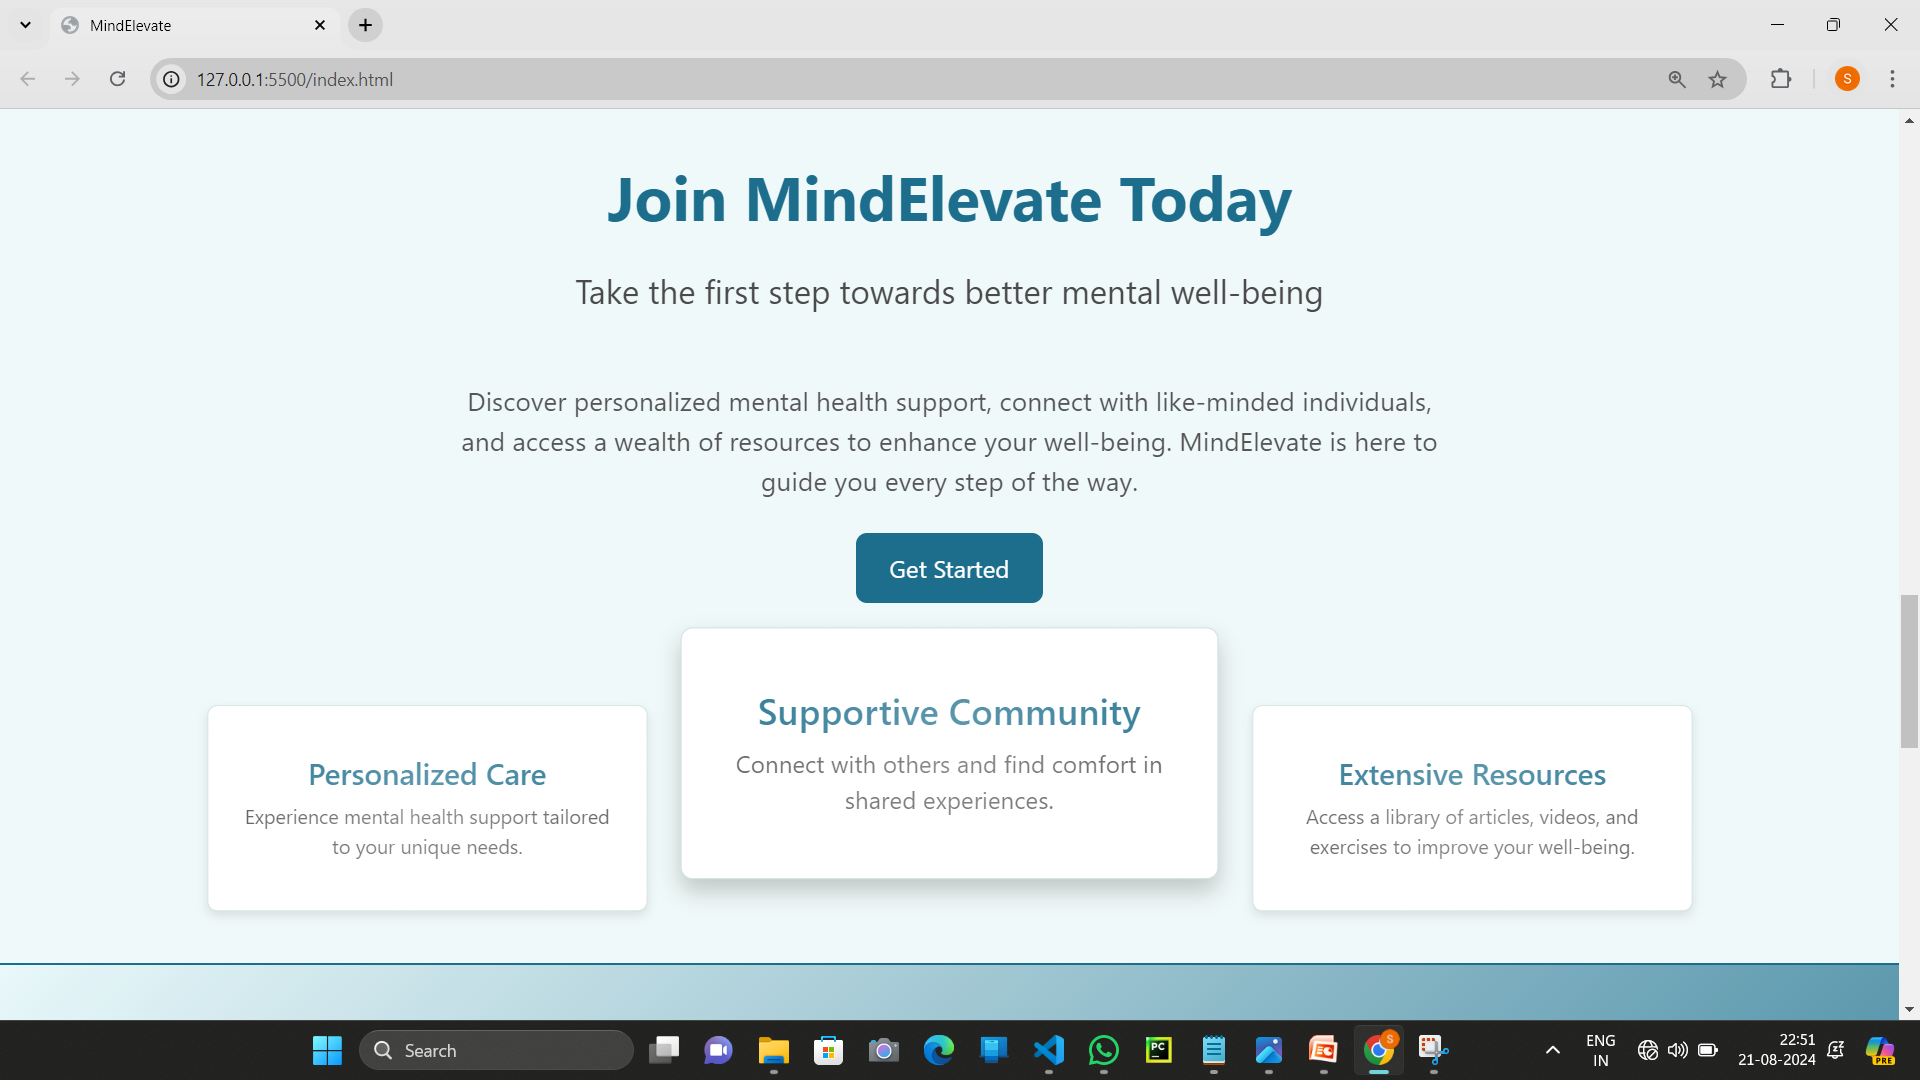 MindElevate
127.0.0.1:5500/index.html
S
Join MindElevate Today
Take the first step towards better mental well-being
Discover personalized mental health support, connect with like-minded individuals,
and access a wealth of resources to enhance your well-being. MindElevate is here to
guide you every step of the way.
Get Started
Personalized Care
Experience mental health support tailored
to your unique needs.
Supportive Community
Connect with others and find comfort in
shared experiences.
Extensive Resources
Access a library of articles, videos, and
exercises to improve your well-being.
Search
PC
S
ENG
IN
22:51
21-08-2024
PRE